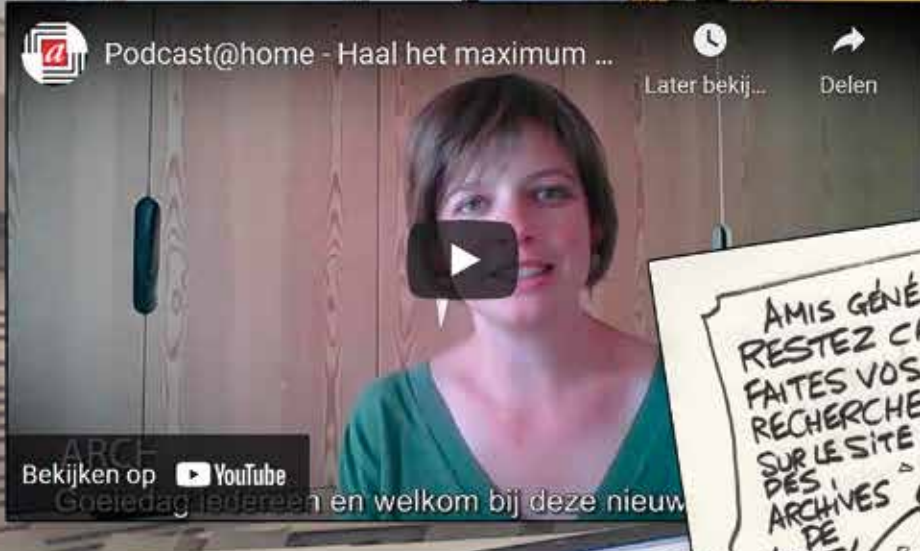 a
Podcast@home - Haal het maximum ...
Later bekij...
Delen
ARCH
Bekijken op YouTube
Goeiedag iedereen en welkom bij deze nieuw
AMIS GÉNÉ
RESTEZ
FAITES VOS
RECHERCHE
SUR LE SITE
DES
ARCHIVES
DE